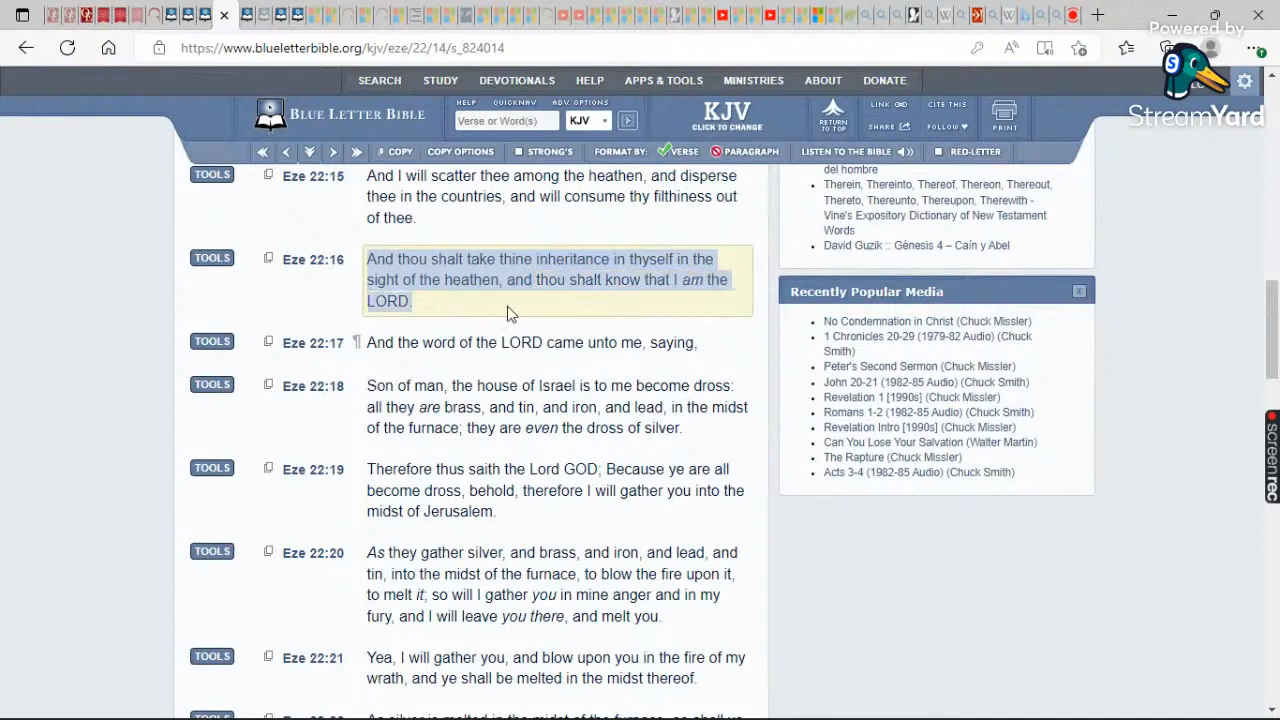 https://www.blueletterbible.org/kjv/eze/22/14/s_824014
Powered by
StreamYard
SEARCH STUDY DEVOTIONALS HELP APPS & TOOLS MINISTRIES ABOUT DONATE
BLUE LETTER BIBLE
HELP QUICKNAV ADV. OPTIONS
Verse or Word(s) KJV
KJV
CLICK TO CHANGE
RETURN
TO TOP
LINK CITE THIS
SHARE FOLLOW
PRINT
COPY COPY OPTIONS STRONG'S FORMAT BY: VERSE PARAGRAPH LISTEN TO THE BIBLE RED-LETTER
TOOLS Eze 22:15 And I will scatter thee among the heathen, and disperse
thee in the countries, and will consume thy filthiness out
of thee.
TOOLS Eze 22:16 And thou shalt take thine inheritance in thyself in the
sight of the heathen, and thou shalt know that I am the
LORD.
TOOLS Eze 22:17 ¶ And the word of the LORD came unto me, saying,
TOOLS Eze 22:18 Son of man, the house of Israel is to me become dross:
all they are brass, and tin, and iron, and lead, in the midst
of the furnace; they are even the dross of silver.
TOOLS Eze 22:19 Therefore thus saith the Lord GOD; Because ye are all
become dross, behold, therefore I will gather you into the
midst of Jerusalem.
TOOLS Eze 22:20 As they gather silver, and brass, and iron, and lead, and
tin, into the midst of the furnace, to blow the fire upon it,
to melt it; so will I gather you in mine anger and in my
fury, and I will leave you there, and melt you.
TOOLS Eze 22:21 Yea, I will gather you, and blow upon you in the fire of my
wrath, and ye shall be melted in the midst thereof.
del hombre
• Therein, Thereinto, Thereof, Thereon, Thereout,
Thereto, Thereunto, Thereupon, Therewith -
Vine's Expository Dictionary of New Testament
Words
• David Guzik :: Génesis 4 – Caín y Abel
Recently Popular Media x
• No Condemnation in Christ (Chuck Missler)
• 1 Chronicles 20-29 (1979-82 Audio) (Chuck
Smith)
• Peter's Second Sermon (Chuck Missler)
• John 20-21 (1982-85 Audio) (Chuck Smith)
• Revelation 1 [1990s] (Chuck Missler)
• Romans 1-2 (1982-85 Audio) (Chuck Smith)
• Revelation Intro [1990s] (Chuck Missler)
• Can You Lose Your Salvation (Walter Martin)
• The Rapture (Chuck Missler)
• Acts 3-4 (1982-85 Audio) (Chuck Smith)
screenrec